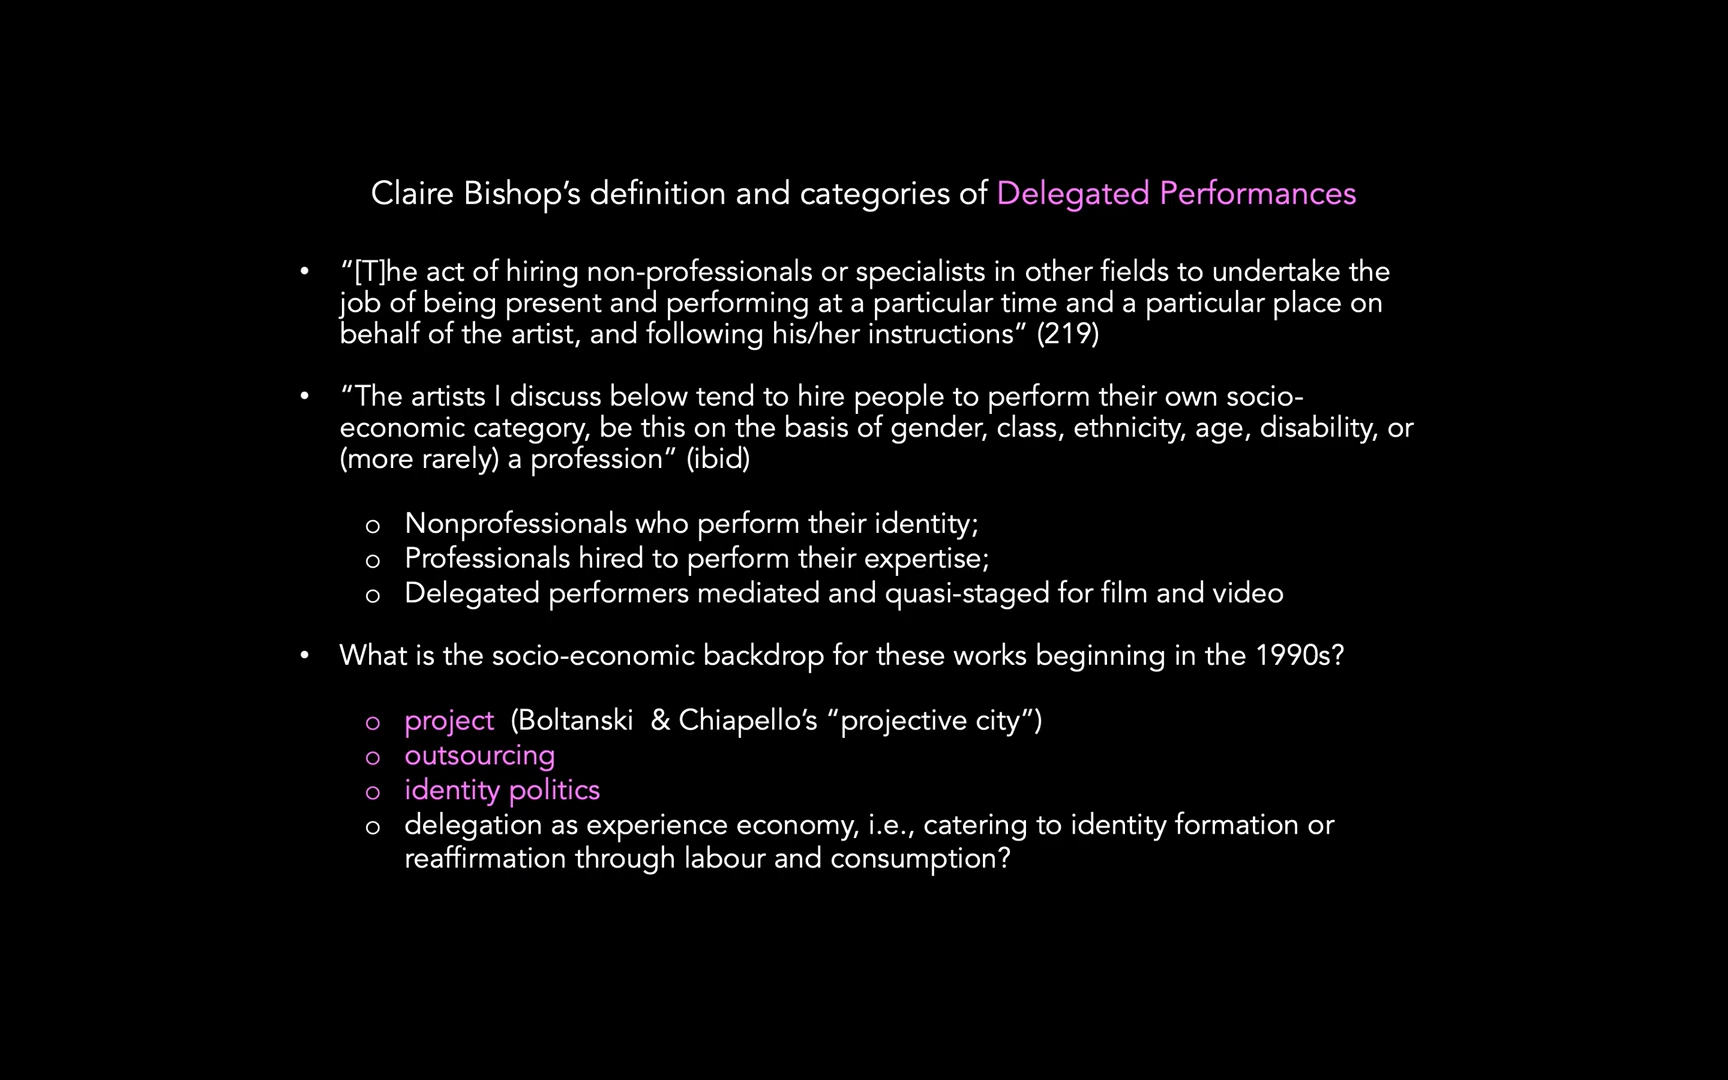 Claire Bishop’s definition and categories of Delegated Performances
• “[T]he act of hiring non-professionals or specialists in other fields to undertake the
job of being present and performing at a particular time and a particular place on
behalf of the artist, and following his/her instructions” (219)
• “The artists I discuss below tend to hire people to perform their own socio-
economic category, be this on the basis of gender, class, ethnicity, age, disability, or
(more rarely) a profession” (ibid)
o Nonprofessionals who perform their identity;
o Professionals hired to perform their expertise;
o Delegated performers mediated and quasi-staged for film and video
• What is the socio-economic backdrop for these works beginning in the 1990s?
o project (Boltanski & Chiapello’s “projective city”)
o outsourcing
o identity politics
o delegation as experience economy, i.e., catering to identity formation or
reaffirmation through labour and consumption?